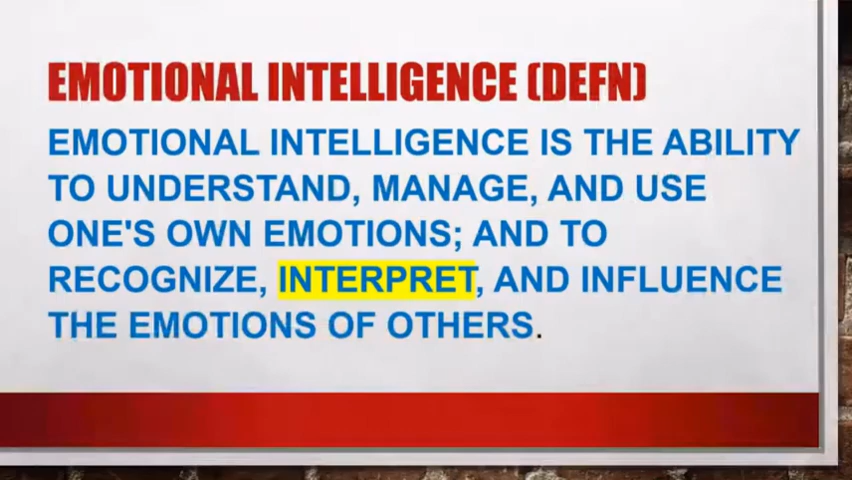 EMOTIONAL INTELLIGENCE (DEFN)
EMOTIONAL INTELLIGENCE IS THE ABILITY
TO UNDERSTAND, MANAGE, AND USE
ONE'S OWN EMOTIONS; AND TO
RECOGNIZE, INTERPRET, AND INFLUENCE
THE EMOTIONS OF OTHERS.